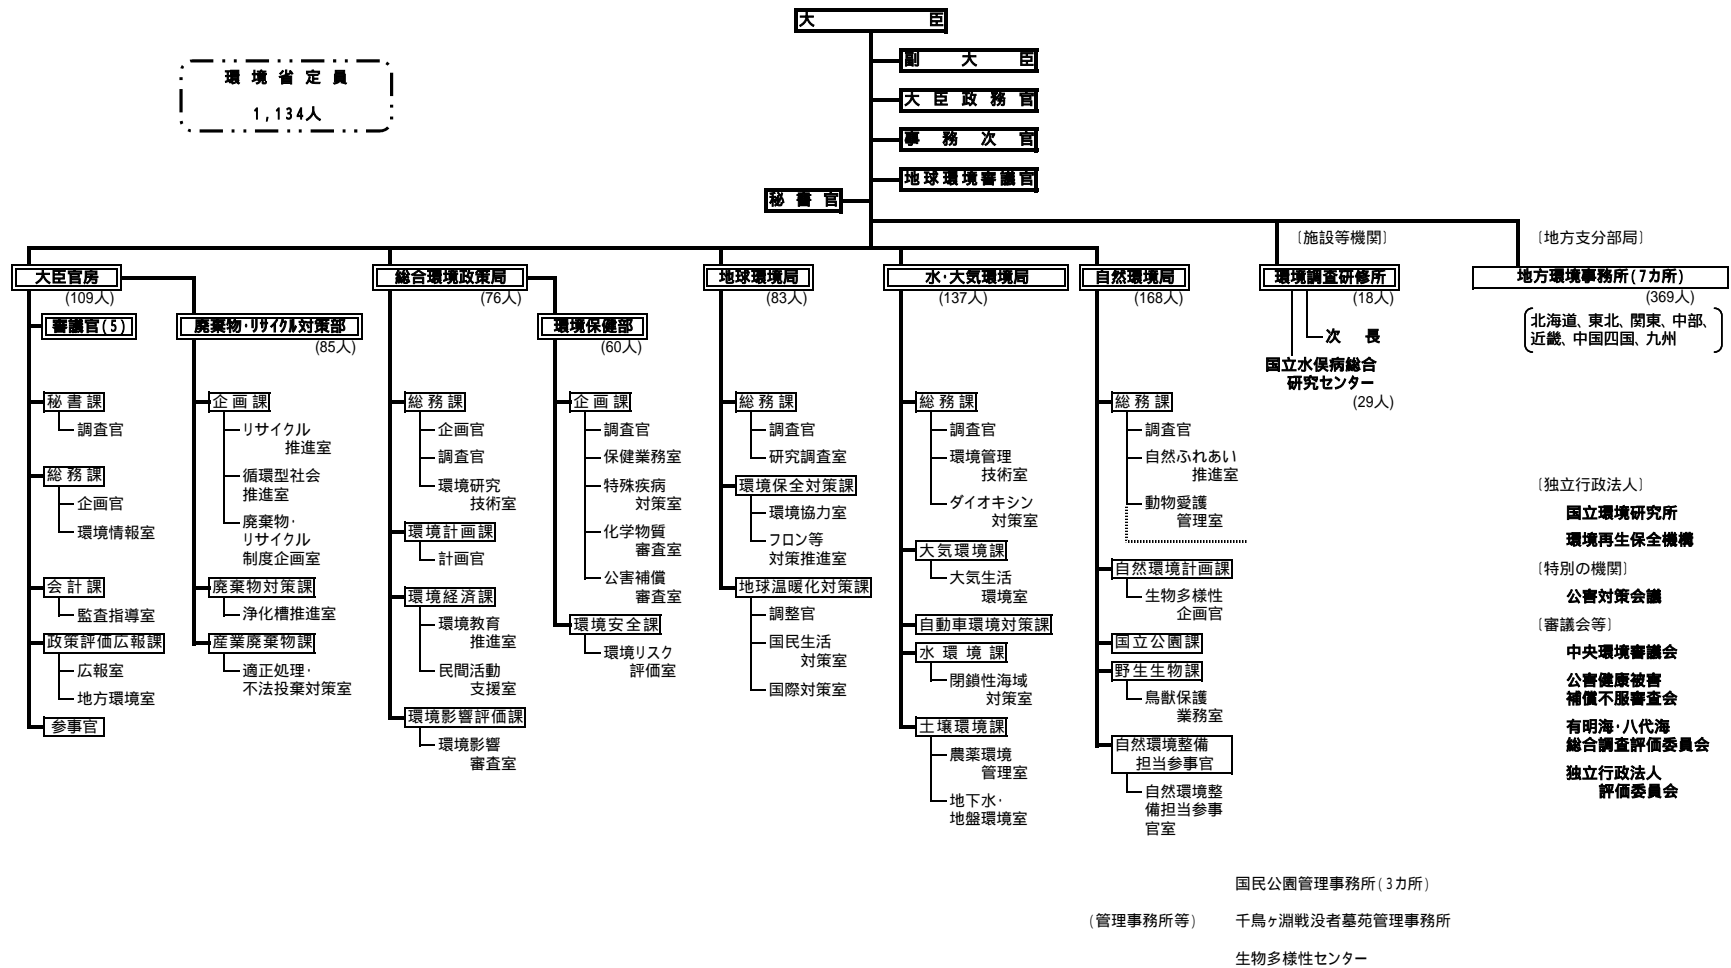 大臣
環境省定員
1,134人
副大臣
大臣政務官
事務次官
地球環境審議官
秘書官
〔施設等機関〕
〔地方支分部局〕
大臣官房
(109人)
審議官(5)
秘書課
調査官
総務課
企画官
環境情報室
会計課
監査指導室
政策評価広報課
広報室
地方環境室
参事官
廃棄物・リサイクル対策部
(85人)
企画課
リサイクル
推進室
循環型社会
推進室
廃棄物・
リサイクル
制度企画室
廃棄物対策課
浄化槽推進室
産業廃棄物課
適正処理・
不法投棄対策室
総合環境政策局
(76人)
総務課
企画官
調査官
環境研究
技術室
環境計画課
計画官
環境経済課
環境教育
推進室
民間活動
支援室
環境影響評価課
環境影響
審査室
環境保健部
(60人)
企画課
調査官
保健業務室
特殊疾病
対策室
化学物質
審査室
公害補償
審査室
環境安全課
環境リスク
評価室
地球環境局
(83人)
総務課
調査官
研究調査室
環境保全対策課
環境協力室
フロン等
対策推進室
地球温暖化対策課
調整官
国民生活
対策室
国際対策室
水・大気環境局
(137人)
総務課
調査官
環境管理
技術室
ダイオキシン
対策室
大気環境課
大気生活
環境室
自動車環境対策課
水環境課
閉鎖性海域
対策室
土壌環境課
農薬環境
管理室
地下水・
地盤環境室
自然環境局
(168人)
総務課
調査官
自然ふれあい
推進室
動物愛護
管理室
自然環境計画課
生物多様性
企画官
国立公園課
野生生物課
鳥獣保護
業務室
自然環境整備
担当参事官
自然環境整
備担当参事
官室
環境調査研修所
(18人)
次長
国立水俣病総合
研究センター
(29人)
地方環境事務所(7カ所)
(369人)
北海道、東北、関東、中部、
近畿、中国四国、九州
〔独立行政法人〕
国立環境研究所
環境再生保全機構
〔特別の機関〕
公害対策会議
〔審議会等〕
中央環境審議会
公害健康被害
補償不服審査会
有明海・八代海
総合調査評価委員会
独立行政法人
評価委員会
国民公園管理事務所(3カ所)
(管理事務所等) 千鳥ヶ淵戦没者墓苑管理事務所
生物多様性センター